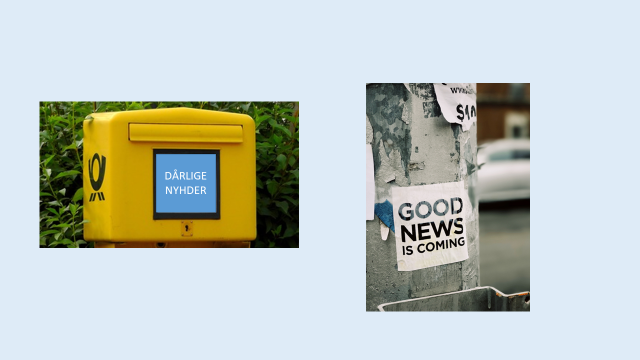 DÅRLIGE
NYHDER
GOOD
NEWS
IS COMING